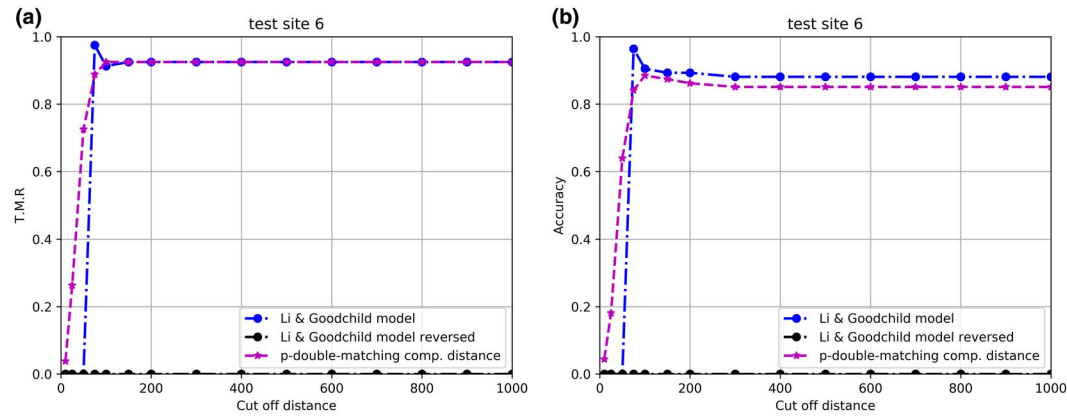 (a)
test site 6
T.M.R
1.0
0.8
0.6
0.4
0.2
0.0
0
200
400
600
800
1000
Cut off distance
Li & Goodchild model
Li & Goodchild model reversed
p-double-matching comp. distance
(b)
test site 6
Accuracy
1.0
0.8
0.6
0.4
0.2
0.0
0
200
400
600
800
1000
Cut off distance
Li & Goodchild model
Li & Goodchild model reversed
p-double-matching comp. distance